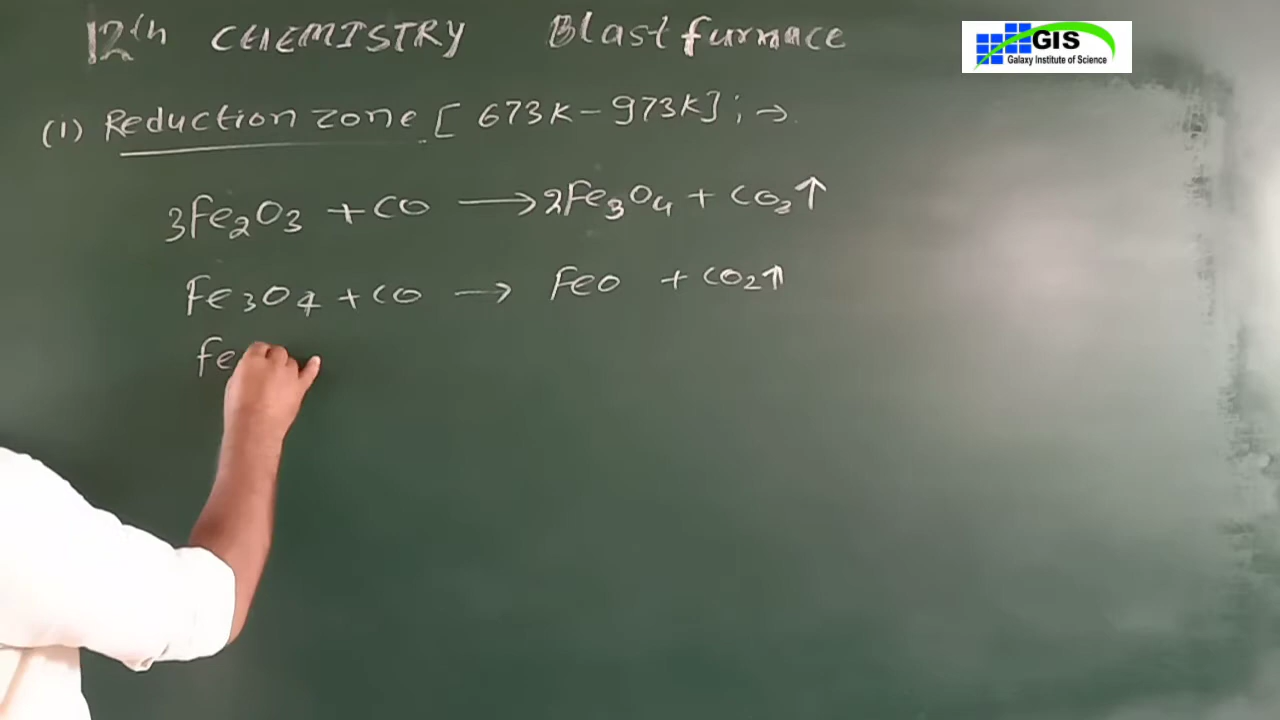 12th CHEMISTRY Blast furnace
GIS
Galaxy Institute of Science
(1) Reduction zone [ 673K - 973K] ; →
3Fe₂O₃ + CO → 2Fe₃O₄ + CO₂↑
Fe₃O₄ + CO → FeO + CO₂↑
fe